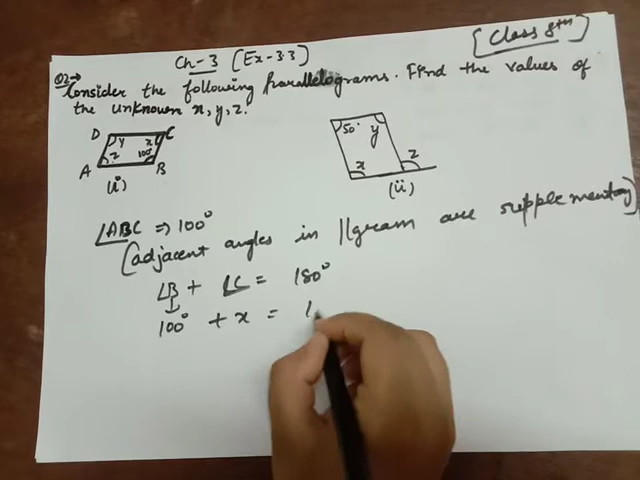 Ch-3 [Ex-3.3]
[Class 8th]
Q2→
Consider the following parallelograms. Find the values of
the unknown x, y, z.
D C
y x
z 100°
A B
(i)
50° y
x z
(ii)
∠ABC ⇒ 100°
(adjacent angles in ||gram are supplementary)
∠B + ∠C = 180°
↓
100° + x = 1